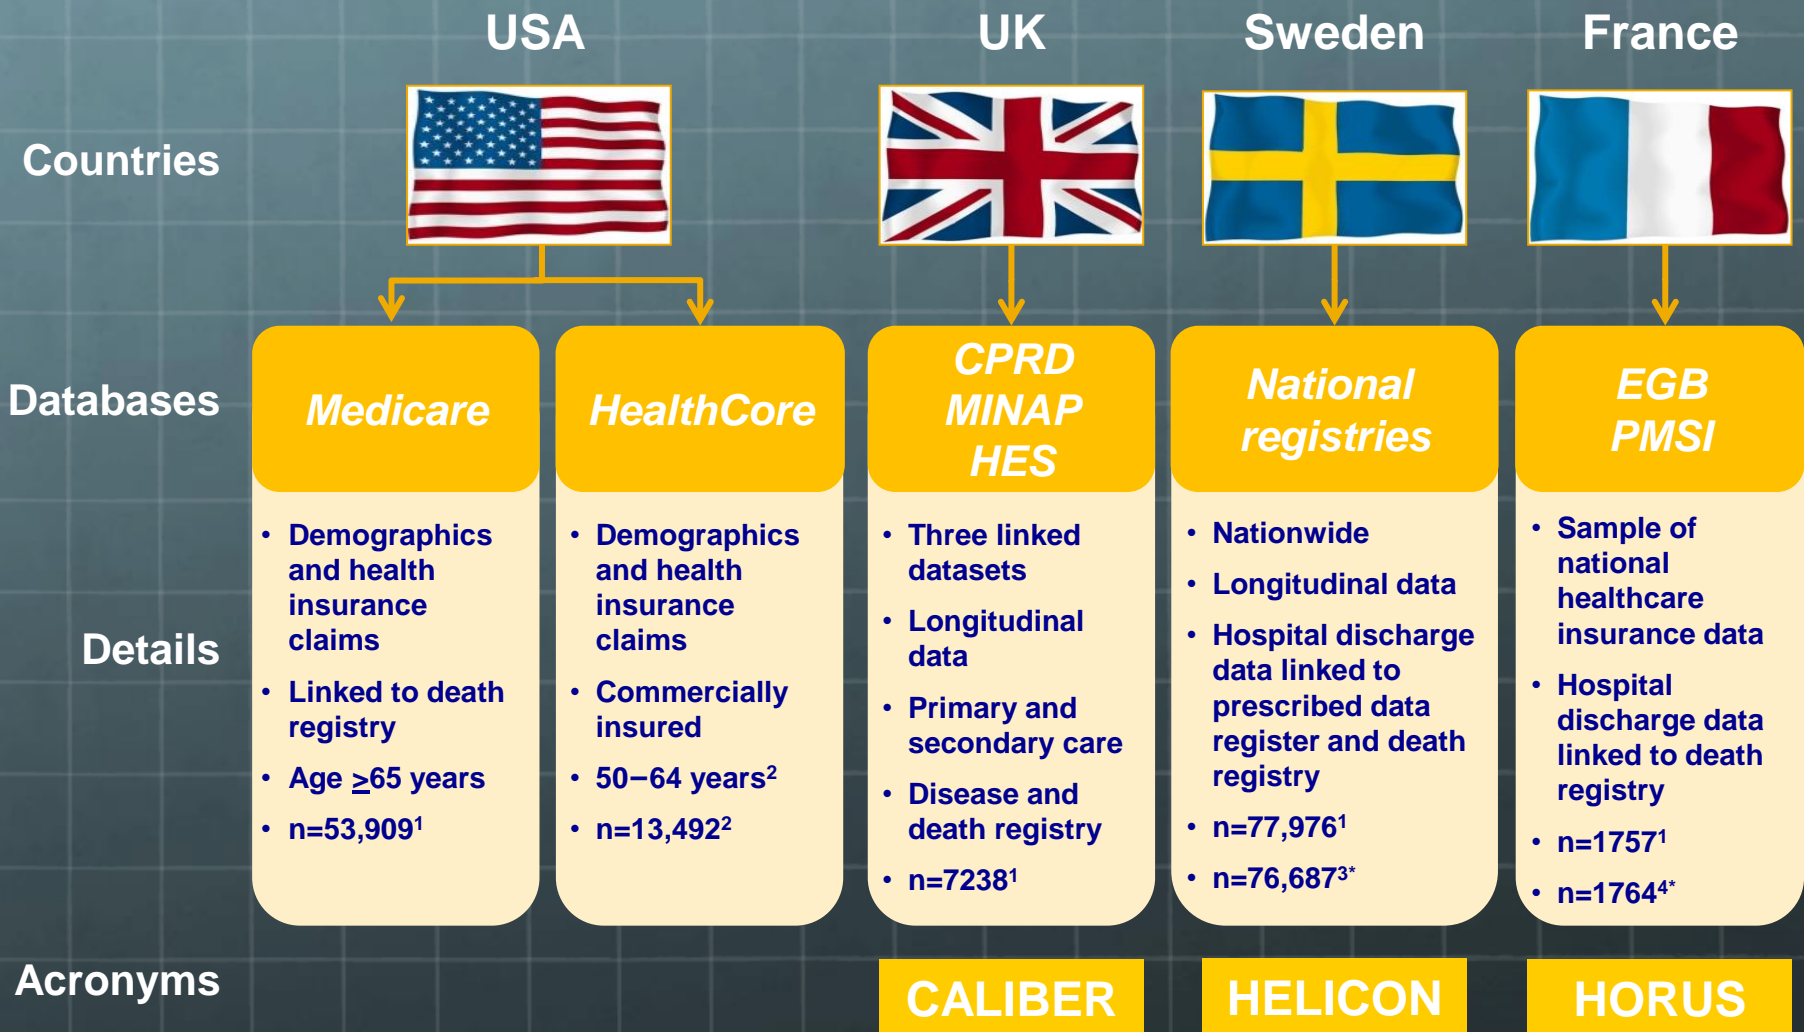 USA
UK
Sweden
France
Countries
Databases
Medicare
HealthCore
CPRD
MINAP
HES
National
registries
EGB
PMSI
Details
• Demographics
and health
insurance
claims
• Linked to death
registry
• Age ≥65 years
• n=53,909¹
• Demographics
and health
insurance
claims
• Commercially
insured
• 50–64 years²
• n=13,492²
• Three linked
datasets
• Longitudinal
data
• Primary and
secondary care
• Disease and
death registry
• n=7238¹
• Nationwide
• Longitudinal data
• Hospital discharge
data linked to
prescribed data
register and death
registry
• n=77,976¹
• n=76,687³*
• Sample of
national
healthcare
insurance data
• Hospital
discharge data
linked to death
registry
• n=1757¹
• n=1764⁴*
Acronyms
CALIBER
HELICON
HORUS